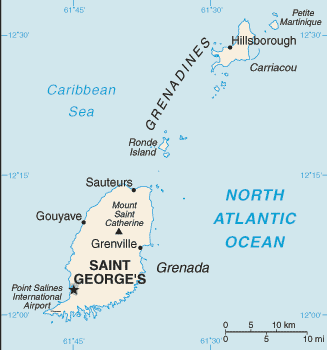 61°45'
61°30'
Petite
Martinique
12°30'
12°30'
Hillsborough
Carriacou
Caribbean
Sea
GRENADINES
Ronde
Island
12°15'
12°15'
Sauteurs
NORTH
ATLANTIC
OCEAN
Mount
Saint
Catherine
Gouyave
Grenville
SAINT
GEORGE'S
Grenada
Point Salines
International
Airport
12°00'
12°00'
0 5 10 km
0 5 10 mi
61°45'
61°30'